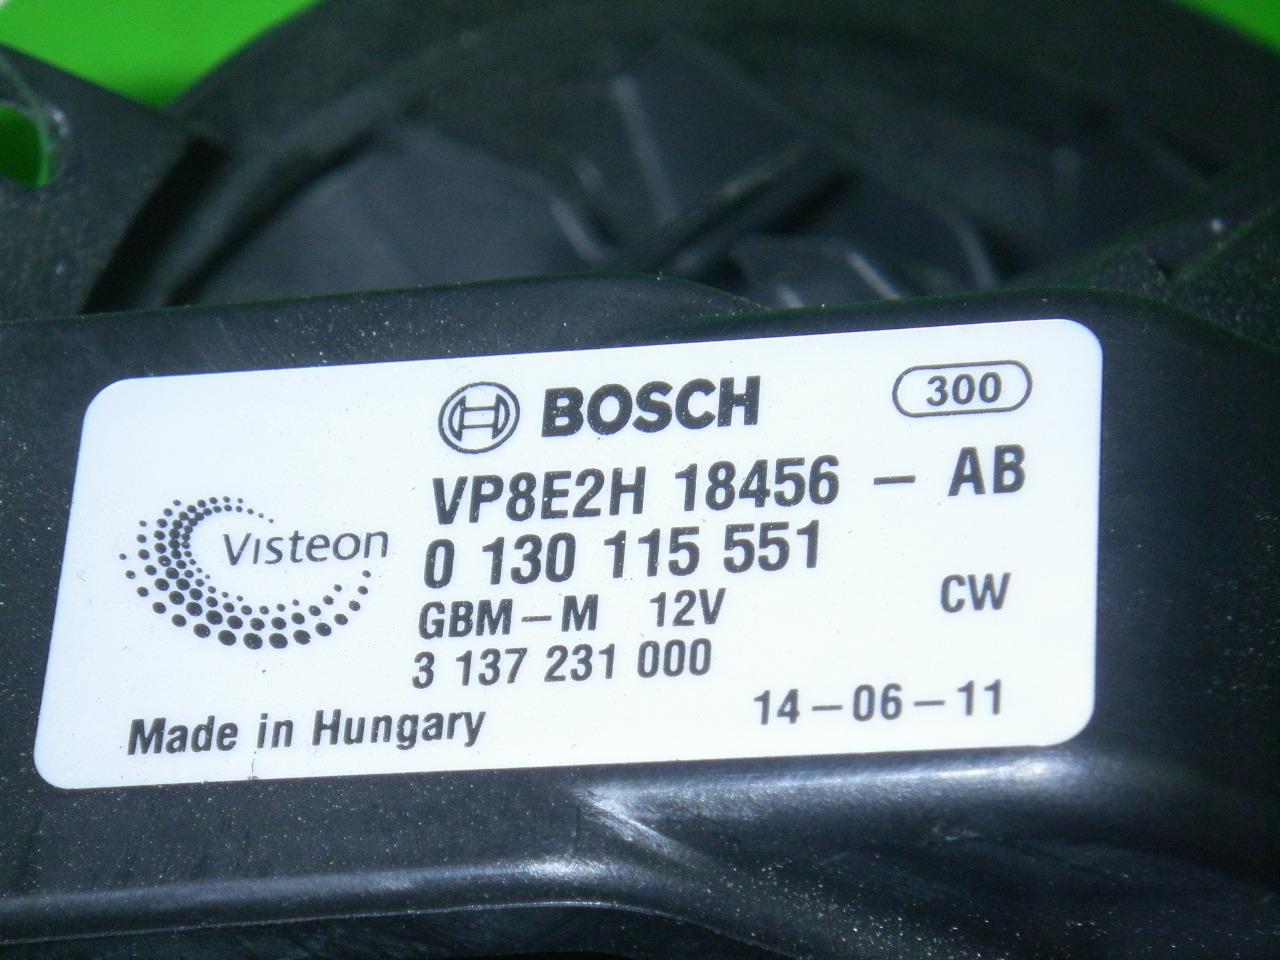 BOSCH 300
VP8E2H 18456 – AB
Visteon
0 130 115 551
GBM–M 12V CW
3 137 231 000
Made in Hungary 14–06–11